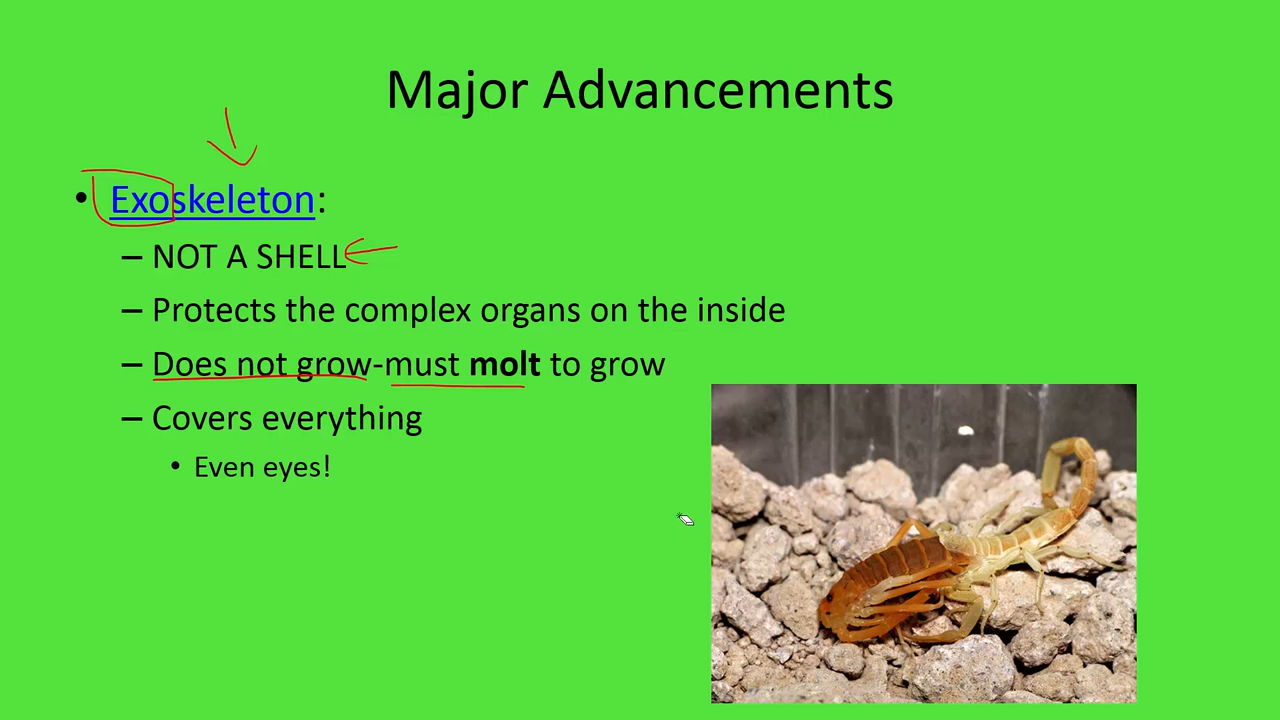 Major Advancements
• Exoskeleton:
– NOT A SHELL
– Protects the complex organs on the inside
– Does not grow-must molt to grow
– Covers everything
• Even eyes!